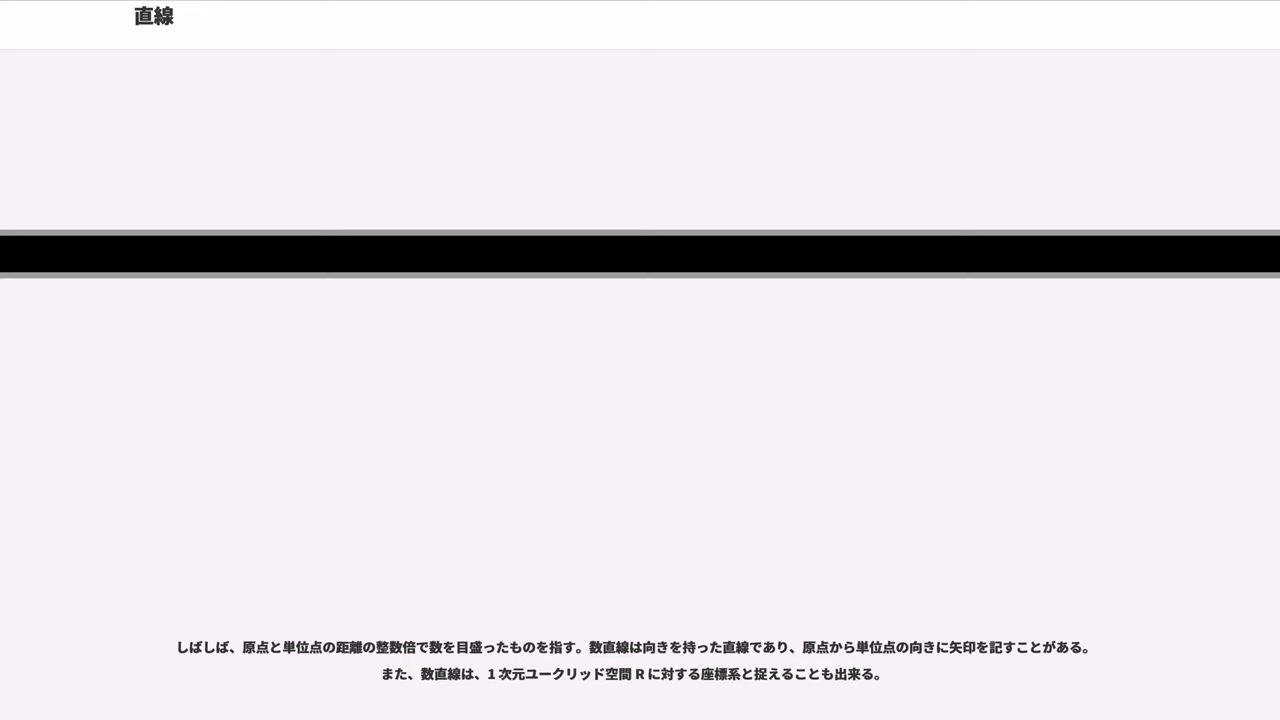 直線
しばしば、原点と単位点の距離の整数倍で数を目盛ったものを指す。数直線は向きを持った直線であり、原点から単位点の向きに矢印を記すことがある。
また、数直線は、1 次元ユークリッド空間 R に対する座標系と捉えることも出来る。